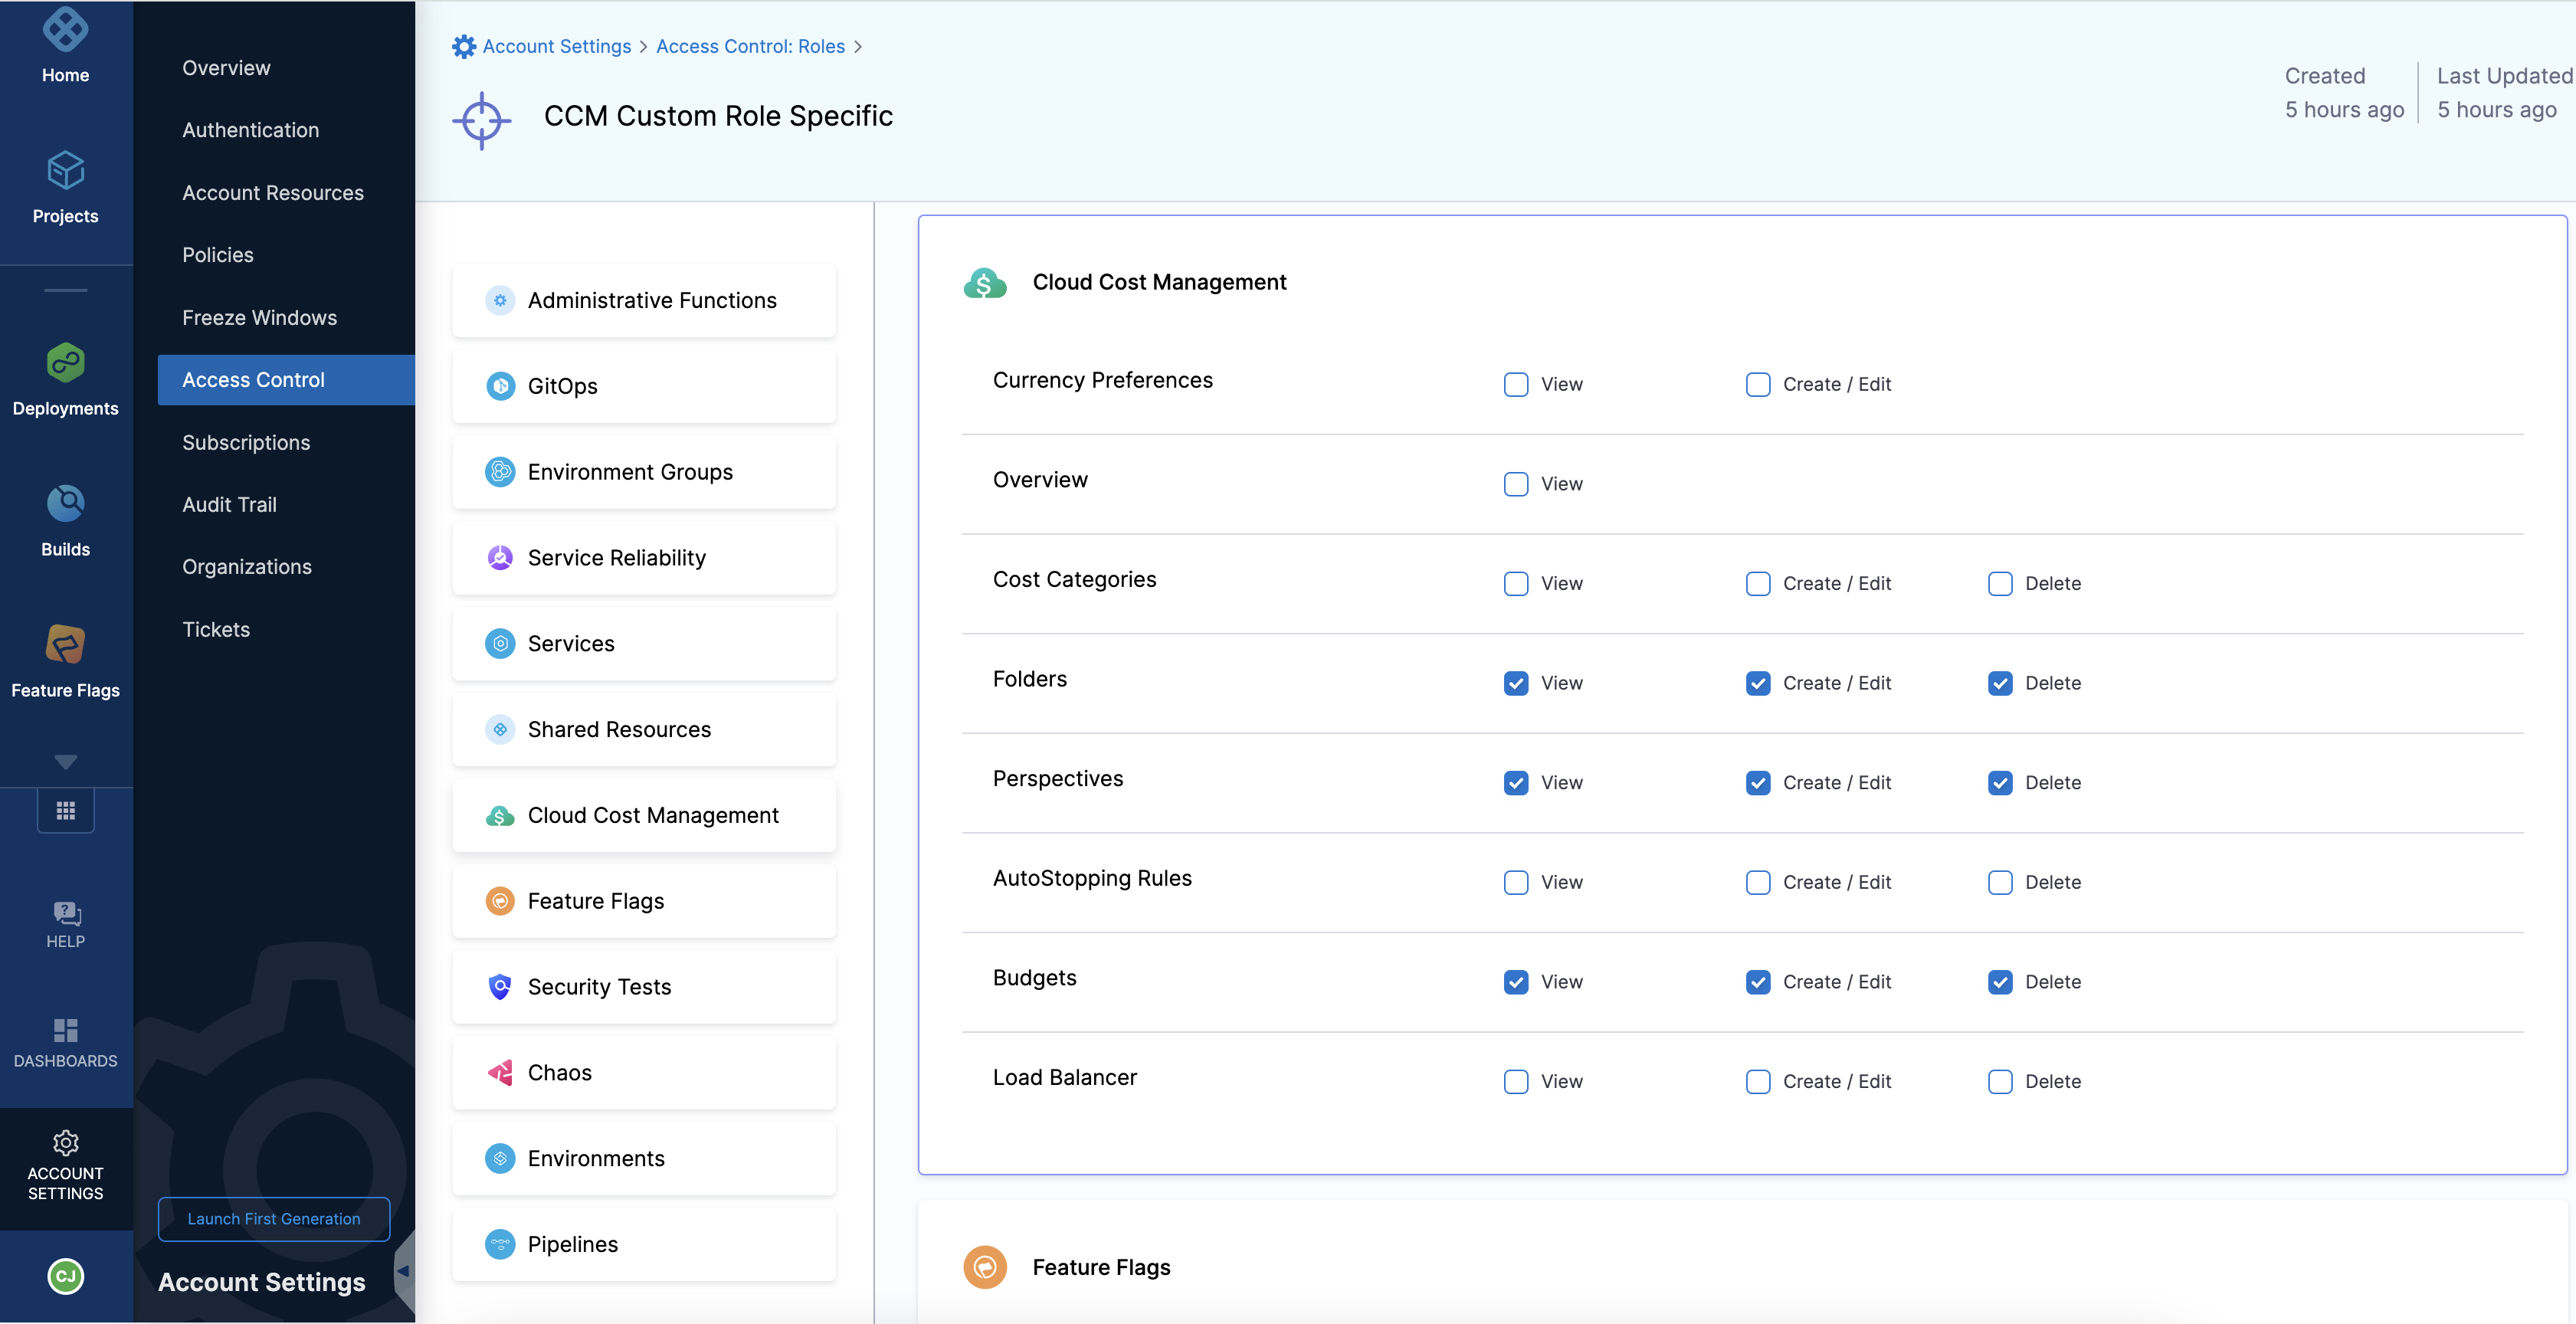 Home
Projects
Deployments
Builds
Feature Flags
HELP
DASHBOARDS
ACCOUNT
SETTINGS
CJ
Overview
Authentication
Account Resources
Policies
Freeze Windows
Access Control
Subscriptions
Audit Trail
Organizations
Tickets
Launch First Generation
Account Settings
Account Settings > Access Control: Roles >
CCM Custom Role Specific
Created
5 hours ago
Last Updated
5 hours ago
Administrative Functions
GitOps
Environment Groups
Service Reliability
Services
Shared Resources
Cloud Cost Management
Feature Flags
Security Tests
Chaos
Environments
Pipelines
Cloud Cost Management
Currency Preferences View Create / Edit
Overview View
Cost Categories View Create / Edit Delete
Folders View Create / Edit Delete
Perspectives View Create / Edit Delete
AutoStopping Rules View Create / Edit Delete
Budgets View Create / Edit Delete
Load Balancer View Create / Edit Delete
Feature Flags